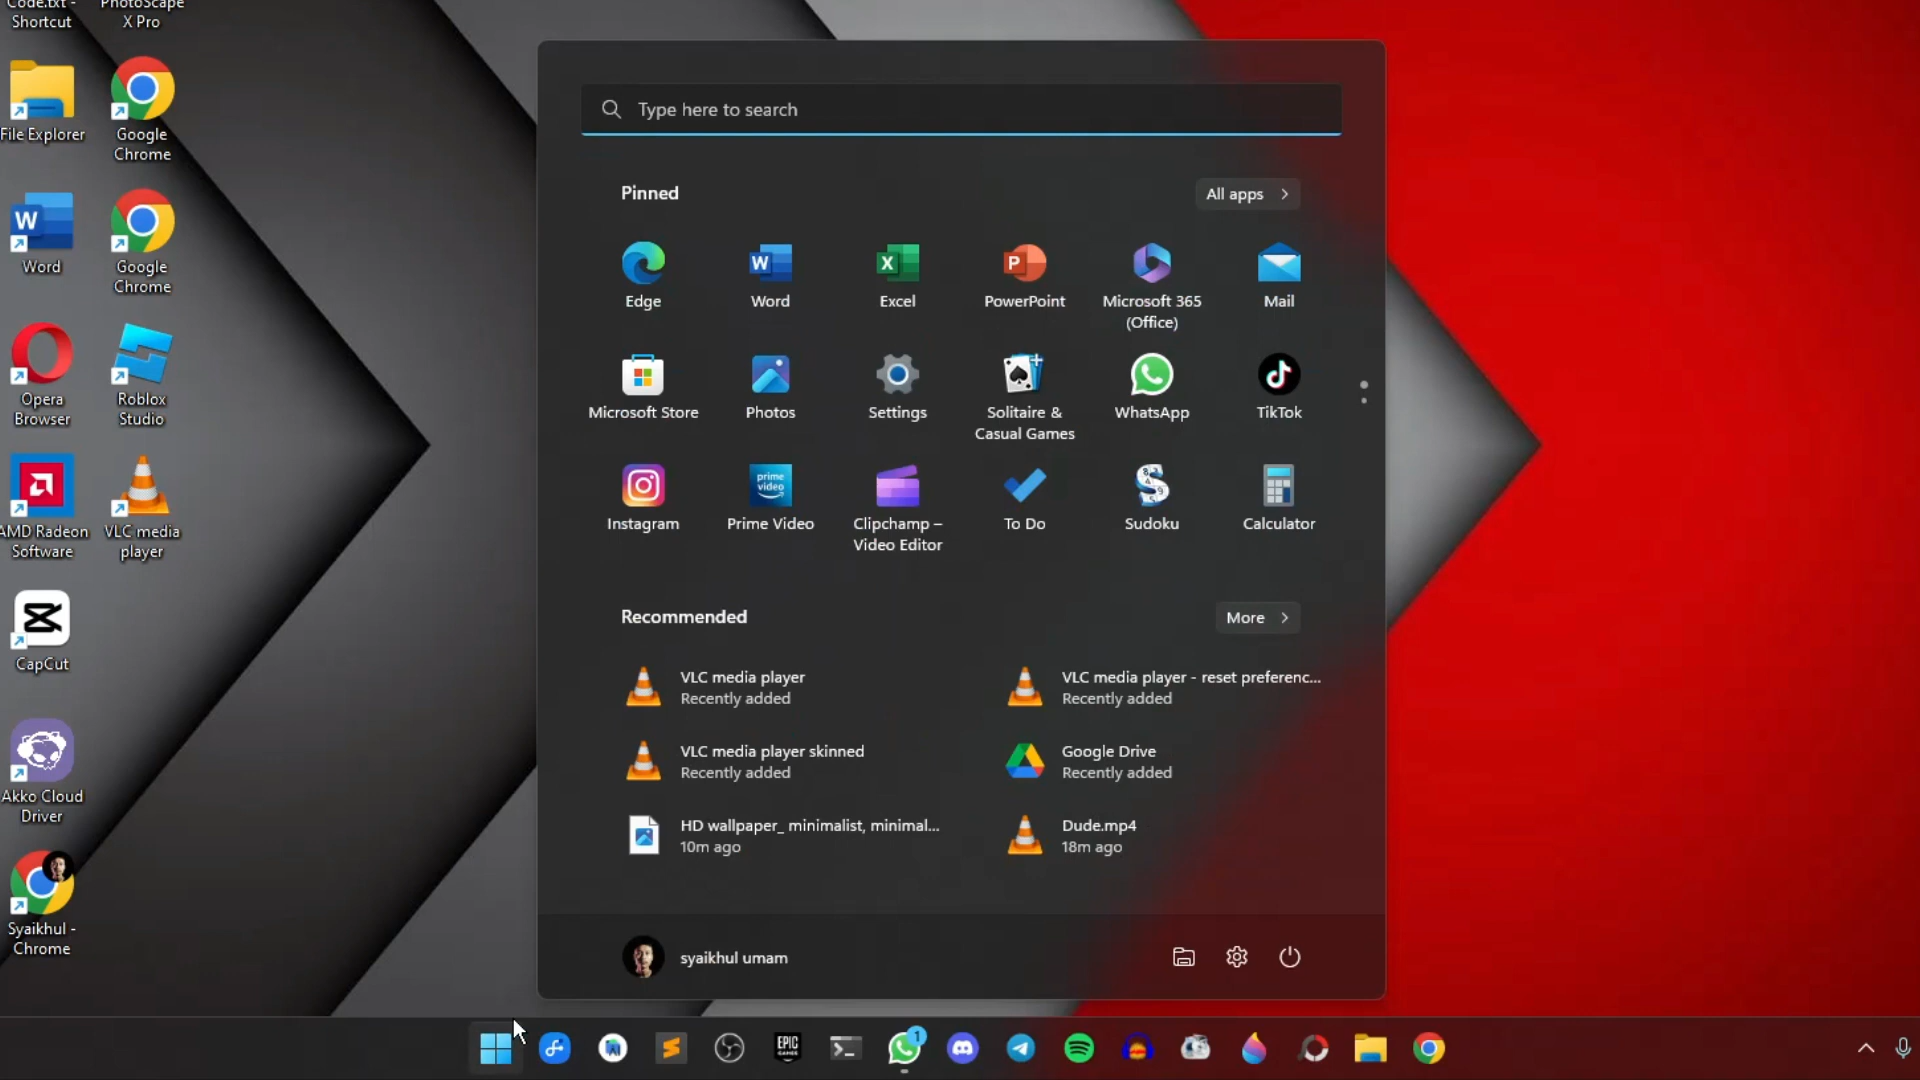 Code.txt -
Shortcut
PhotoScape
X Pro
File Explorer
Google
Chrome
Word
Google
Chrome
Opera
Browser
Roblox
Studio
AMD Radeon
Software
VLC media
player
CapCut
Akko Cloud
Driver
Syaikhul -
Chrome
Type here to search
Pinned
All apps
Edge
Word
Excel
PowerPoint
Microsoft 365
(Office)
Mail
Microsoft Store
Photos
Settings
Solitaire &
Casual Games
WhatsApp
TikTok
Instagram
prime
video
Prime Video
Clipchamp –
Video Editor
To Do
Sudoku
Calculator
Recommended
More
VLC media player
Recently added
VLC media player - reset preferenc...
Recently added
VLC media player skinned
Recently added
Google Drive
Recently added
HD wallpaper_ minimalist, minimal...
10m ago
Dude.mp4
18m ago
syaikhul umam
EPIC
GAMES
1